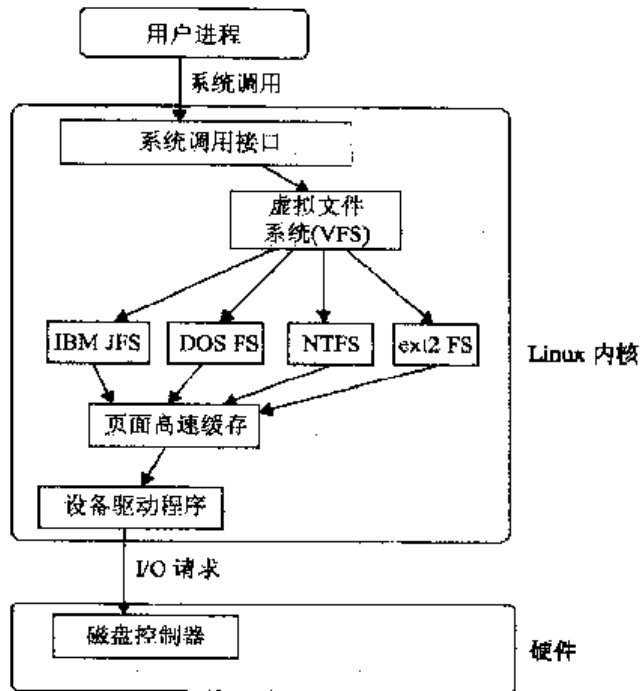 用户进程
系统调用
系统调用接口
虚拟文件
系统(VFS)
IBM JFS
DOS FS
NTFS
ext2 FS
Linux 内核
页面高速缓存
设备驱动程序
I/O 请求
磁盘控制器
硬件